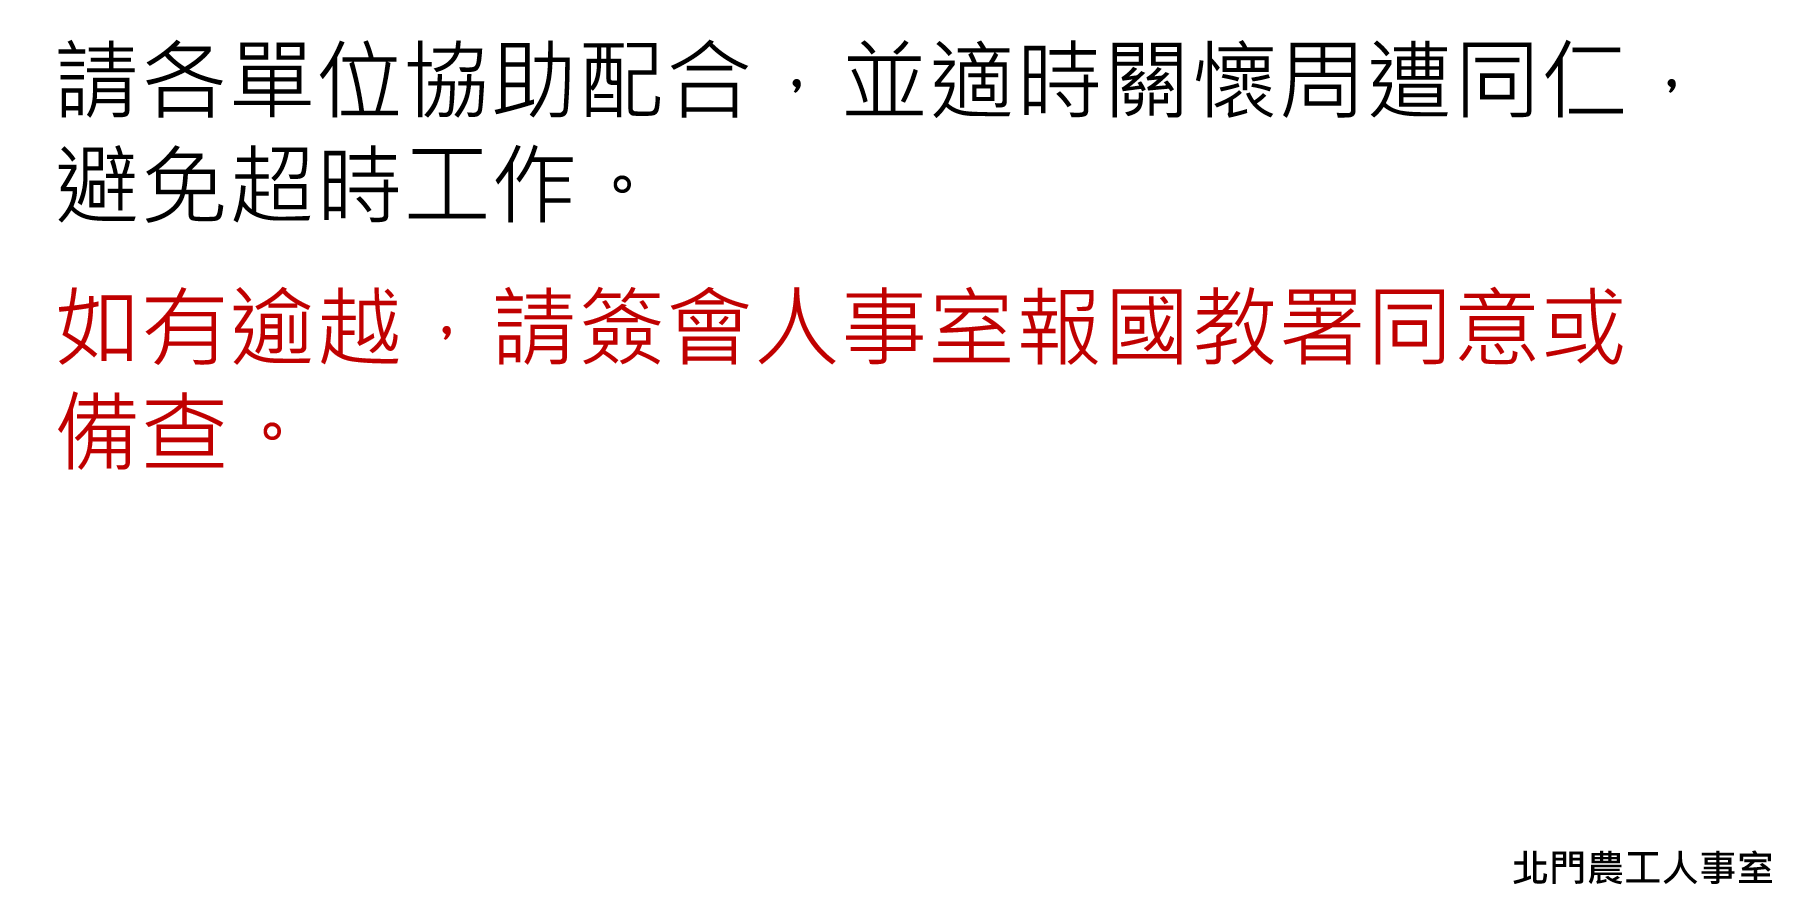 請各單位協助配合，並適時關懷周遭同仁，
避免超時工作。
如有逾越，請簽會人事室報國教署同意或
備查。
北門農工人事室